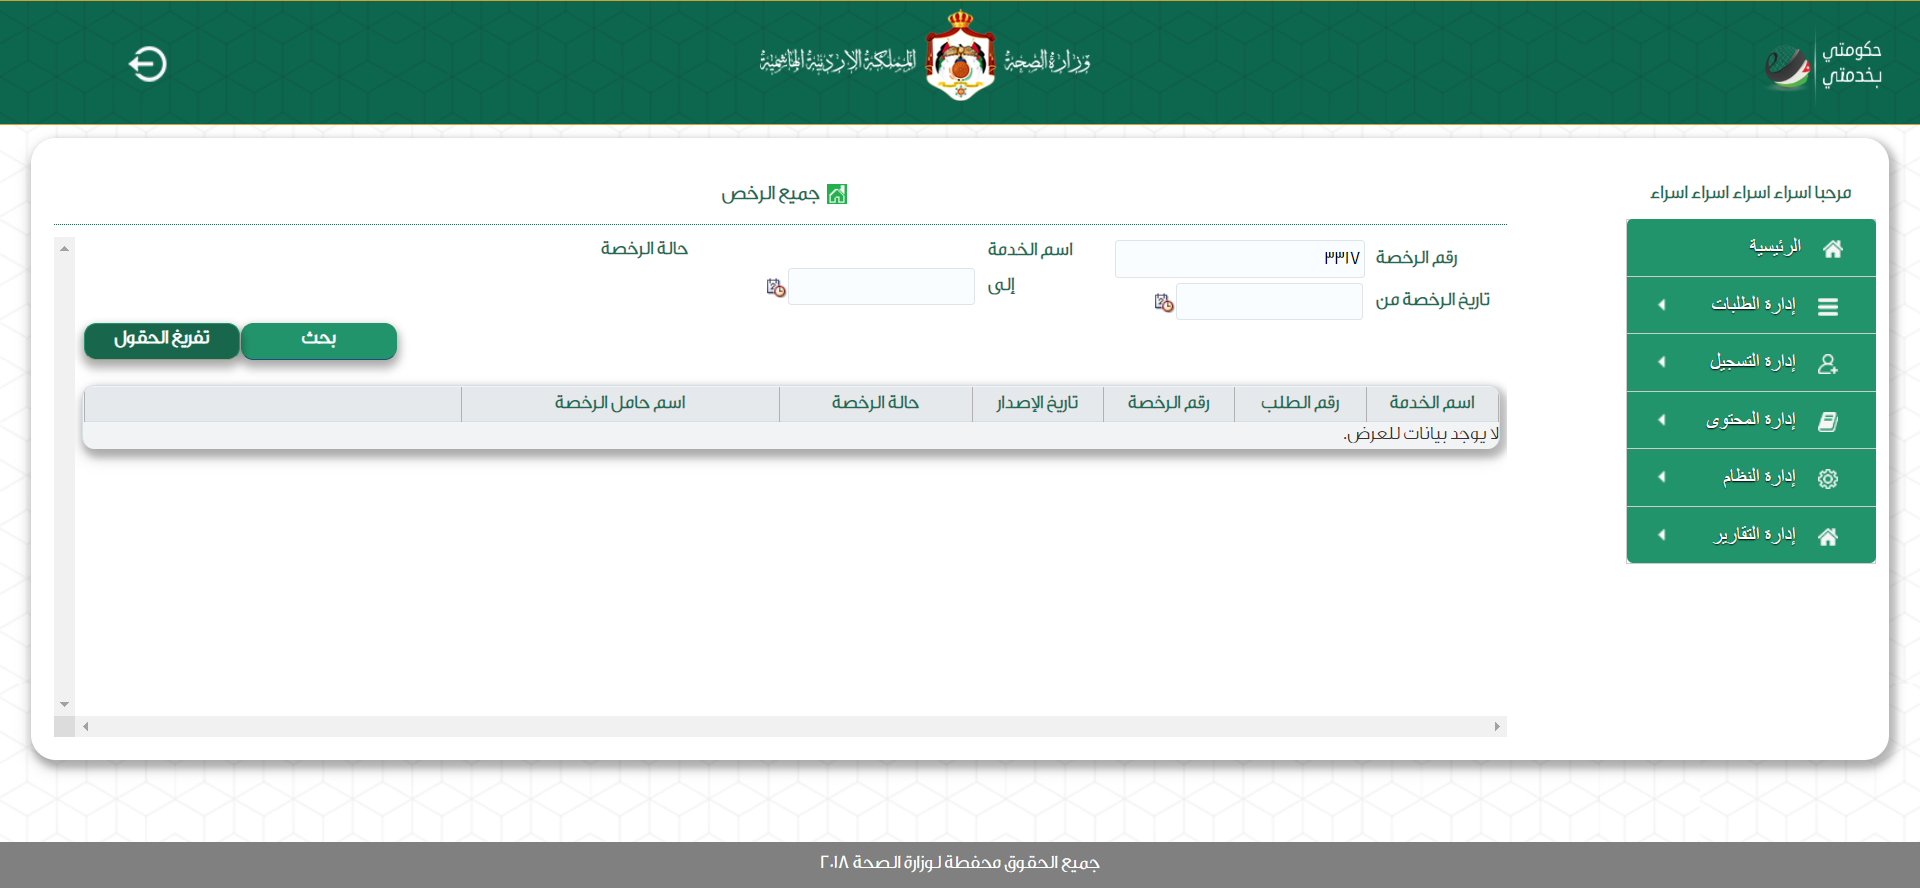 حكومتي
بخدمتي
وزارة الصحة
المملكة الاردنية الهاشمية
مرحبا اسراء اسراء اسراء اسراء
الرئيسية
إدارة الطلبات
إدارة التسجيل
إدارة المحتوى
إدارة النظام
إدارة التقارير
جميع الرخص
رقم الرخصة ٣٣١٧ اسم الخدمة حالة الرخصة
تاريخ الرخصة من إلى
بحث تفريغ الحقول
اسم الخدمة رقم الطلب رقم الرخصة تاريخ الإصدار حالة الرخصة اسم حامل الرخصة
لا يوجد بيانات للعرض.
جميع الحقوق محفظة لوزارة الصحة ٢٠١٨